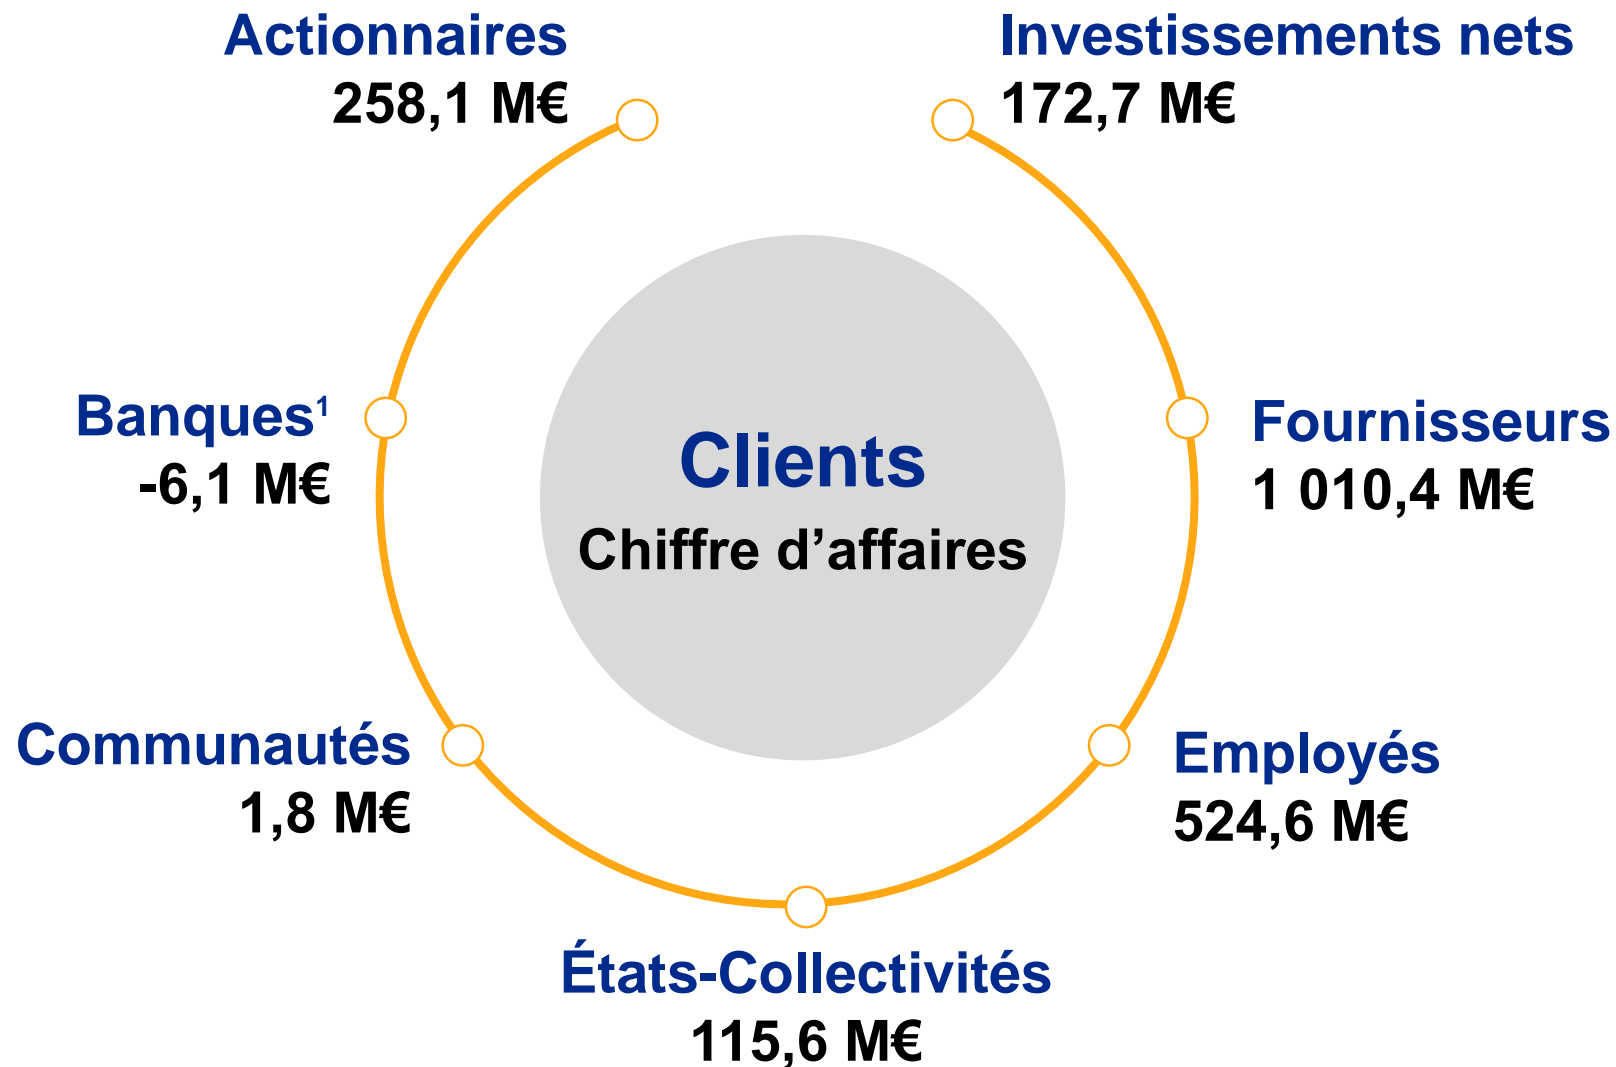 Actionnaires
258,1 M€
Investissements nets
172,7 M€
Banques¹
-6,1 M€
Clients
Chiffre d’affaires
Fournisseurs
1 010,4 M€
Communautés
1,8 M€
Employés
524,6 M€
États-Collectivités
115,6 M€